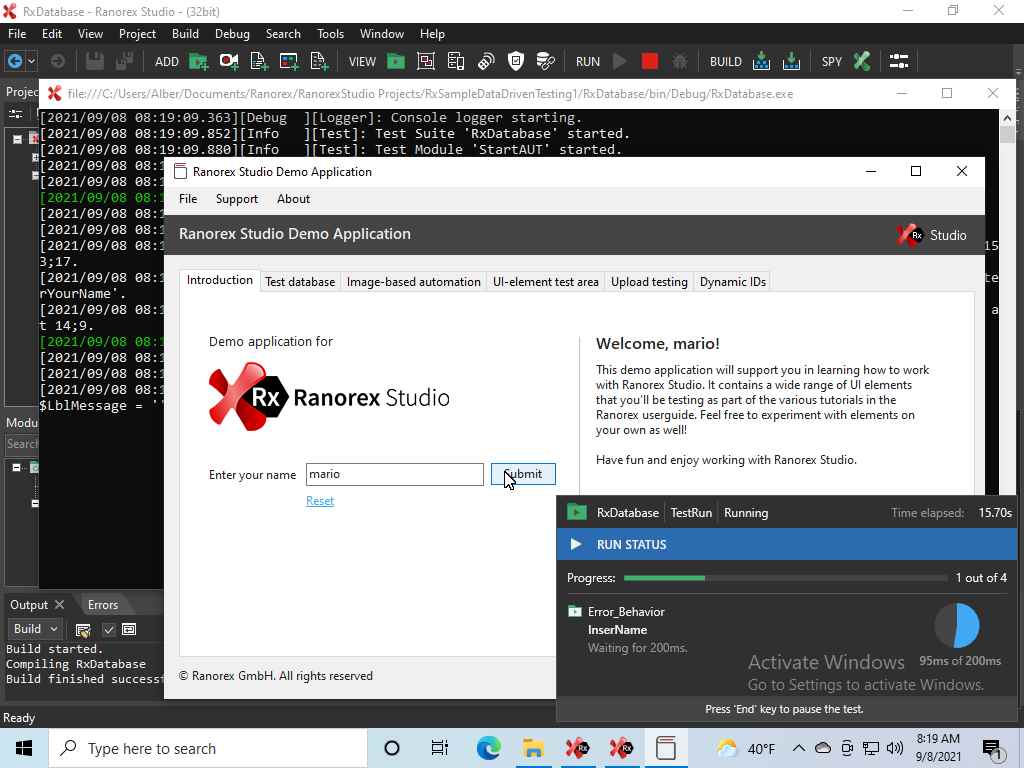 RxDatabase - Ranorex Studio - (32bit)
File Edit View Project Build Debug Search Tools Window Help
ADD VIEW RUN BUILD SPY
Projec
file:///C:/Users/Alber/Documents/Ranorex/RanorexStudio Projects/RxSampleDataDrivenTesting1/RxDatabase/bin/Debug/RxDatabase.exe
[2021/09/08 08:19:09.363][Debug ][Logger]: Console logger starting.
[2021/09/08 08:19:09.852][Info ][Test]: Test Suite 'RxDatabase' started.
[2021/09/08 08:19:09.880][Info ][Test]: Test Module 'StartAUT' started.
[2021/09/08 08:1
[2021/09/08 08:1
[2021/09/08 08:1
[2021/09/08 08:1
[2021/09/08 08:1
[2021/09/08 08:1 15
3;17.
[2021/09/08 08:1 te
rYourName'.
[2021/09/08 08:1 a
t 14;9.
[2021/09/08 08:1
[2021/09/08 08:1
[2021/09/08 08:1
[2021/09/08 08:1
$LblMessage = '
Ranorex Studio Demo Application
File Support About
Ranorex Studio Demo Application
Rx Studio
Introduction Test database Image-based automation UI-element test area Upload testing Dynamic IDs
Demo application for
Rx Ranorex Studio
Enter your name mario Submit
Reset
Welcome, mario!
This demo application will support you in learning how to work
with Ranorex Studio. It contains a wide range of UI elements
that you'll be testing as part of the various tutorials in the
Ranorex userguide. Feel free to experiment with elements on
your own as well!
Have fun and enjoy working with Ranorex Studio.
© Ranorex GmbH. All rights reserved
Modu
Search
RxDatabase TestRun Running Time elapsed: 15.70s
RUN STATUS
Progress: 1 out of 4
Error_Behavior
InserName
Waiting for 200ms.
95ms of 200ms
Activate Windows
Go to Settings to activate Windows.
Press 'End' key to pause the test.
Output Errors
Build
Build started.
Compiling RxDatabase
Build finished successf
Ready
Type here to search
Rx
Rx
40°F
8:19 AM
9/8/2021
1